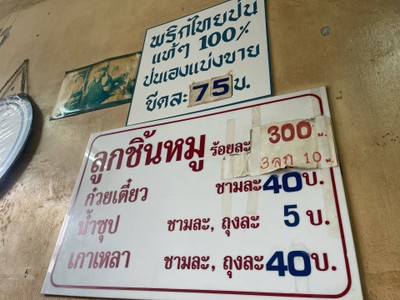 พริกไทยป่น
แท้ๆ 100%
ป่นเองแบ่งขาย
ขีดละ 75 บ.
ลูกชิ้นหมู ร้อยละ 300 บ.
3 ลูก 10 บ.
ก๋วยเตี๋ยว ชามละ 40 บ.
น้ำซุป ชามละ, ถุงละ 5 บ.
เกาเหลา ชามละ, ถุงละ 40 บ.